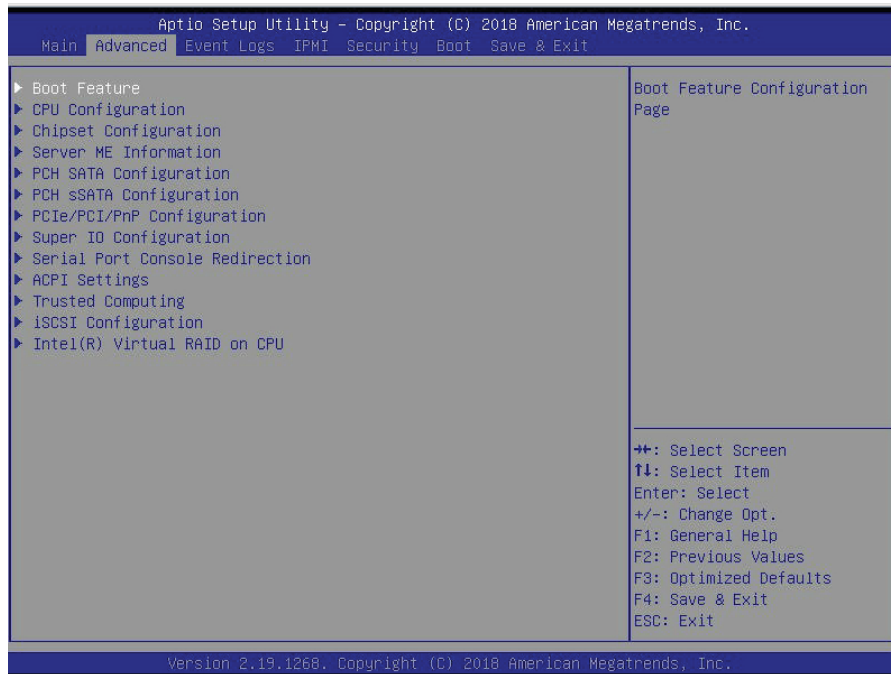 Aptio Setup Utility – Copyright (C) 2018 American Megatrends, Inc.
Main Advanced Event Logs IPMI Security Boot Save & Exit
Boot Feature
CPU Configuration
Chipset Configuration
Server ME Information
PCH SATA Configuration
PCH sSATA Configuration
PCIe/PCI/PnP Configuration
Super IO Configuration
Serial Port Console Redirection
ACPI Settings
Trusted Computing
iSCSI Configuration
Intel(R) Virtual RAID on CPU
Boot Feature Configuration
Page
→←: Select Screen
↑↓: Select Item
Enter: Select
+/-: Change Opt.
F1: General Help
F2: Previous Values
F3: Optimized Defaults
F4: Save & Exit
ESC: Exit
Version 2.19.1268. Copyright (C) 2018 American Megatrends, Inc.